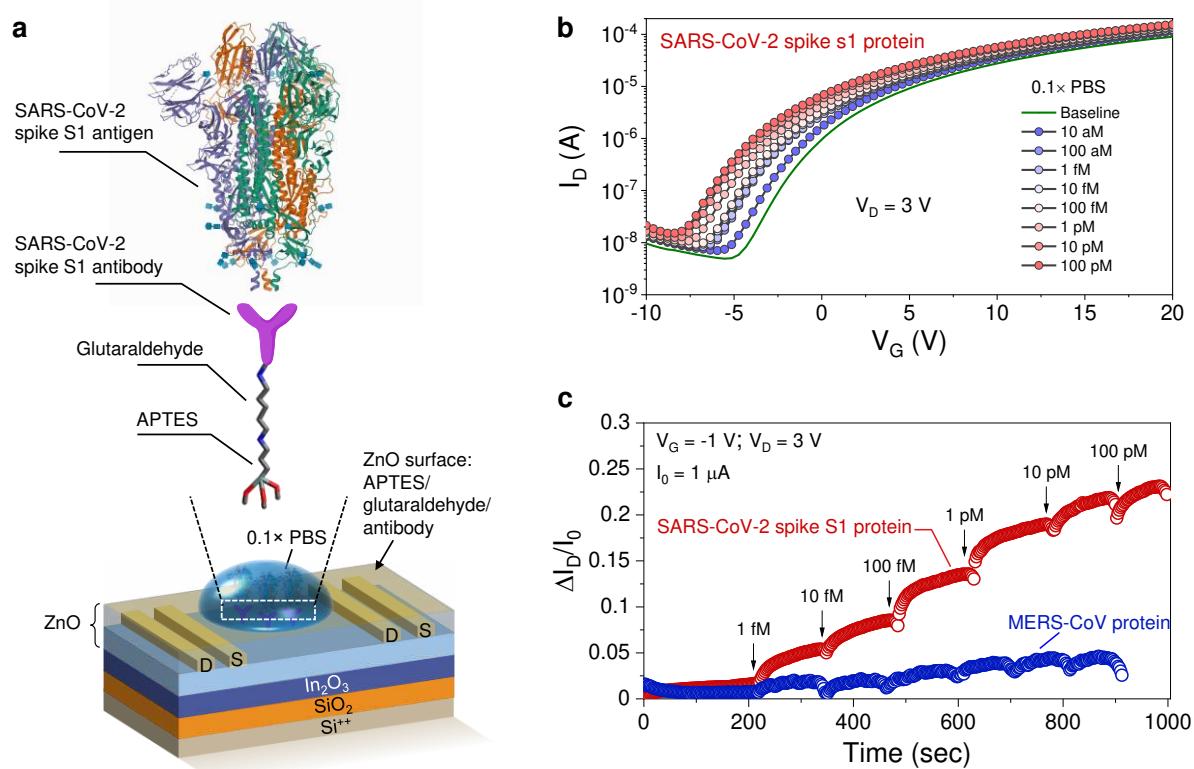 a
SARS-CoV-2
spike S1 antigen
SARS-CoV-2
spike S1 antibody
Glutaraldehyde
APTES
ZnO surface:
APTES/
glutaraldehyde/
antibody
0.1× PBS
ZnO
D
S
D
S
In₂O₃
SiO₂
Si⁺⁺
b
SARS-CoV-2 spike s1 protein
0.1× PBS
Baseline
10 aM
100 aM
1 fM
10 fM
100 fM
1 pM
10 pM
100 pM
V_D = 3 V
I_D (A)
10⁻⁴
10⁻⁵
10⁻⁶
10⁻⁷
10⁻⁸
10⁻⁹
-10 -5 0 5 10 15 20
V_G (V)
c
V_G = -1 V; V_D = 3 V
I₀ = 1 μA
SARS-CoV-2 spike S1 protein
MERS-CoV protein
1 fM
10 fM
100 fM
1 pM
10 pM
100 pM
ΔI_D/I₀
0.3
0.25
0.2
0.15
0.1
0.05
0
0 200 400 600 800 1000
Time (sec)